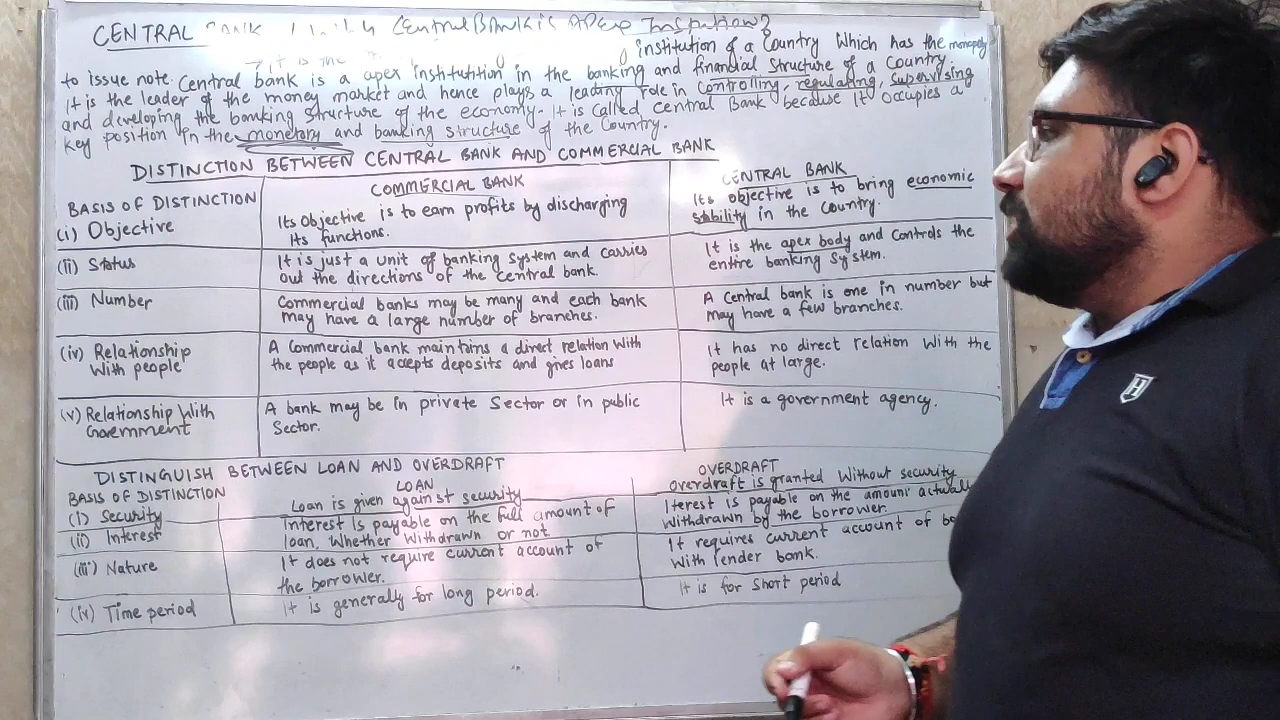 CENTRAL BANK Central Bank is Apex Institution?
It is the institution of a Country Which has the monopoly
to issue note. Central bank is a apex institution in the banking and financial structure of a Country.
It is the leader of the money market and hence plays a leading role in controlling, regulating, Supervising
and developing the banking structure of the economy. It is called Central Bank because it occupies a
key position in the monetary and banking structure of the Country.
DISTINCTION BETWEEN CENTRAL BANK AND COMMERCIAL BANK
BASIS OF DISTINCTION
COMMERCIAL BANK
CENTRAL BANK
(i) Objective
Its Objective is to earn profits by discharging
Its functions.
Its objective is to bring economic
stability in the Country.
(ii) Status
It is just a unit of banking System and carries
out the directions of the Central bank.
It is the apex body and Controls the
entire banking System.
(iii) Number
Commercial banks may be many and each bank
may have a large number of branches.
A Central bank is one in number but
may have a few branches.
(iv) Relationship
With people
A Commercial bank maintains a direct relation With
the people as it accepts deposits and gives loans
It has no direct relation With the
people at large.
(v) Relationship With
Government
A bank may be in private Sector or in public
Sector.
It is a government agency.
DISTINGUISH BETWEEN LOAN AND OVERDRAFT
BASIS OF DISTINCTION
LOAN
OVERDRAFT
(i) Security
Loan is given against security
Overdraft is granted Without security
(ii) Interest
Interest is payable on the full amount of
loan, Whether Withdrawn or not
Iterest is payable on the amount actuall
Withdrawn by the borrower.
(iii) Nature
It does not require current account of
the borrower.
It requires current account of bo
With lender bank.
(iv) Time period
It is generally for long period.
It is for Short period
H